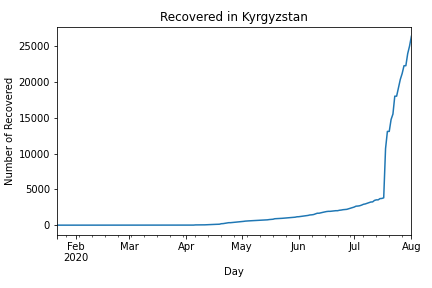 Recovered in Kyrgyzstan
Number of Recovered
25000
20000
15000
10000
5000
0
Feb Mar Apr May Jun Jul Aug
2020
Day